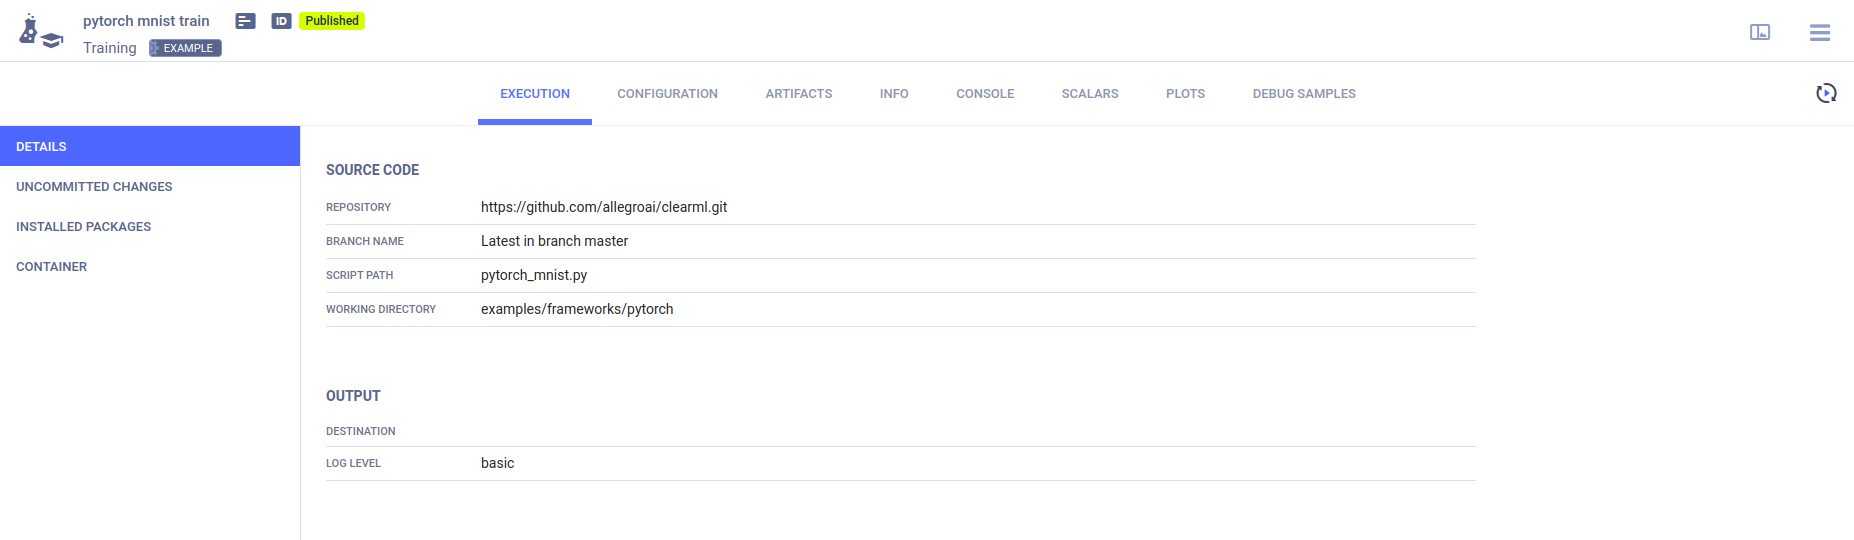 pytorch mnist train ID Published
Training EXAMPLE
EXECUTION CONFIGURATION ARTIFACTS INFO CONSOLE SCALARS PLOTS DEBUG SAMPLES
DETAILS
UNCOMMITTED CHANGES
INSTALLED PACKAGES
CONTAINER
SOURCE CODE
REPOSITORY https://github.com/allegroai/clearml.git
BRANCH NAME Latest in branch master
SCRIPT PATH pytorch_mnist.py
WORKING DIRECTORY examples/frameworks/pytorch
OUTPUT
DESTINATION
LOG LEVEL basic